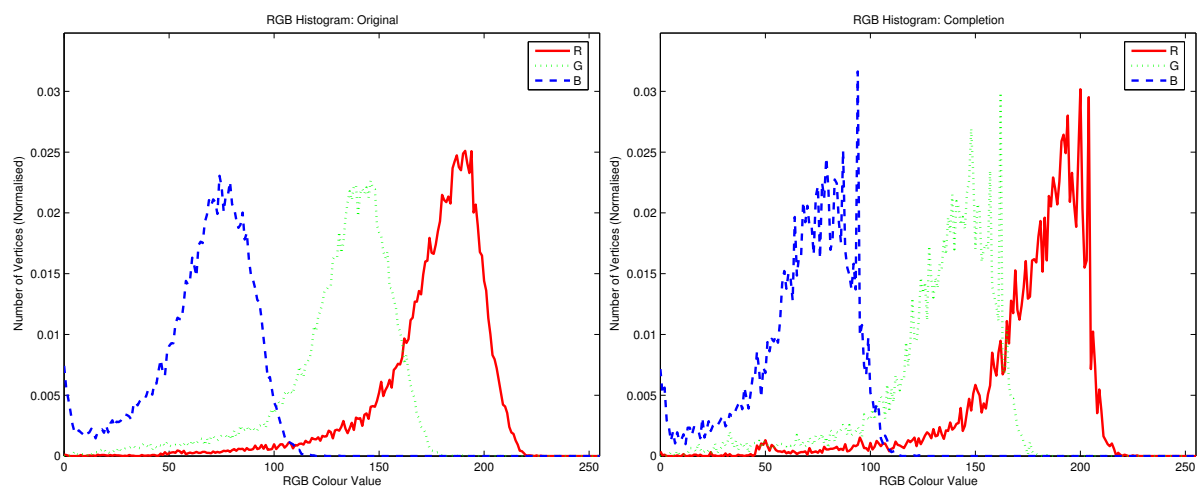 RGB Histogram: Original
R
G
B
0.03
0.025
0.02
0.015
0.01
0.005
0
Number of Vertices (Normalised)
0 50 100 150 200 250
RGB Colour Value
RGB Histogram: Completion
R
G
B
0.03
0.025
0.02
0.015
0.01
0.005
0
Number of Vertices (Normalised)
0 50 100 150 200 250
RGB Colour Value